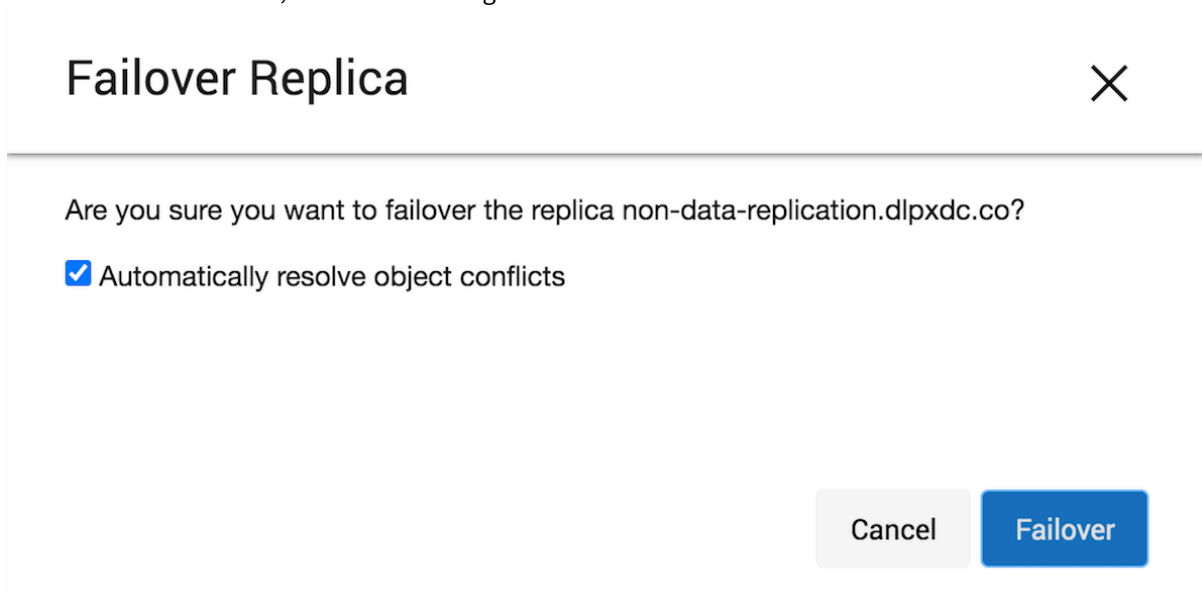 Failover Replica
Are you sure you want to failover the replica non-data-replication.dlpxdc.co?
Automatically resolve object conflicts
Cancel Failover